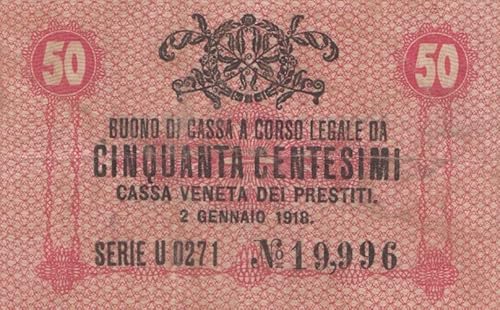 50 50
BUONO DI CASSA A CORSO LEGALE DA
CINQUANTA CENTESIMI
CASSA VENETA DEI PRESTITI.
2 GENNAIO 1918.
SERIE U 0271 No 19,996